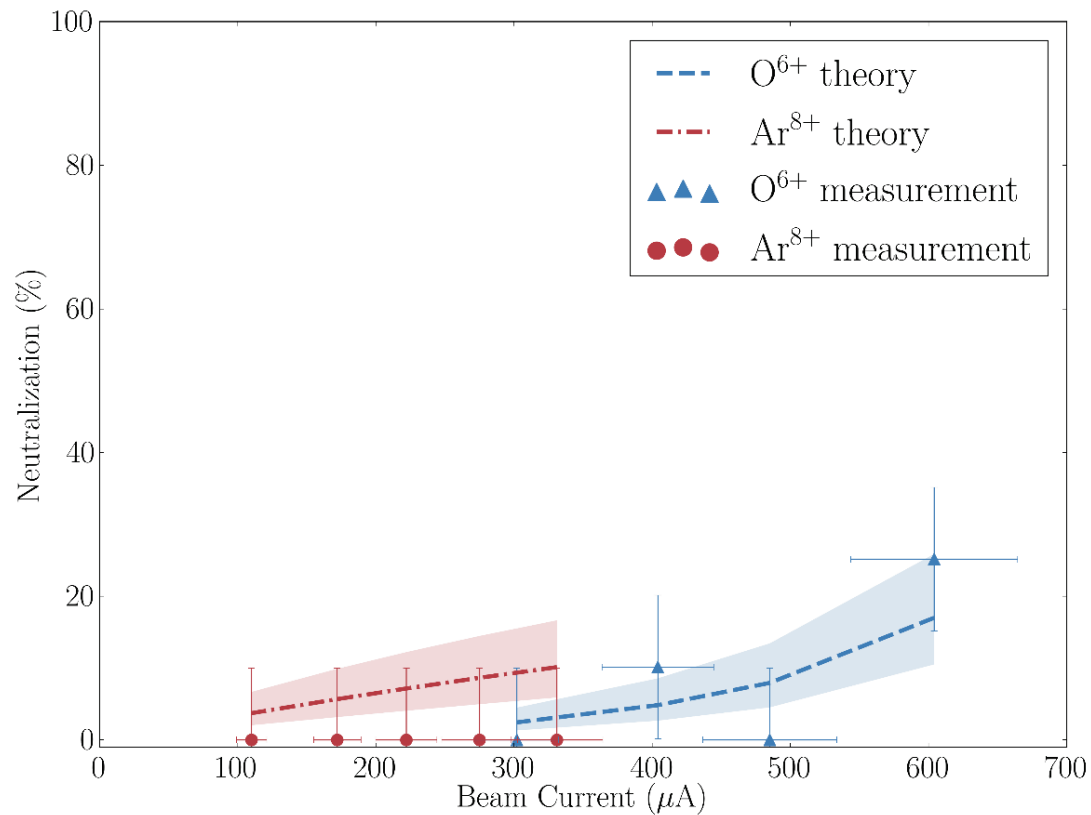 100
80
60
40
20
0
Neutralization (%)
O⁶⁺ theory
Ar⁸⁺ theory
O⁶⁺ measurement
Ar⁸⁺ measurement
0 100 200 300 400 500 600 700
Beam Current (μA)